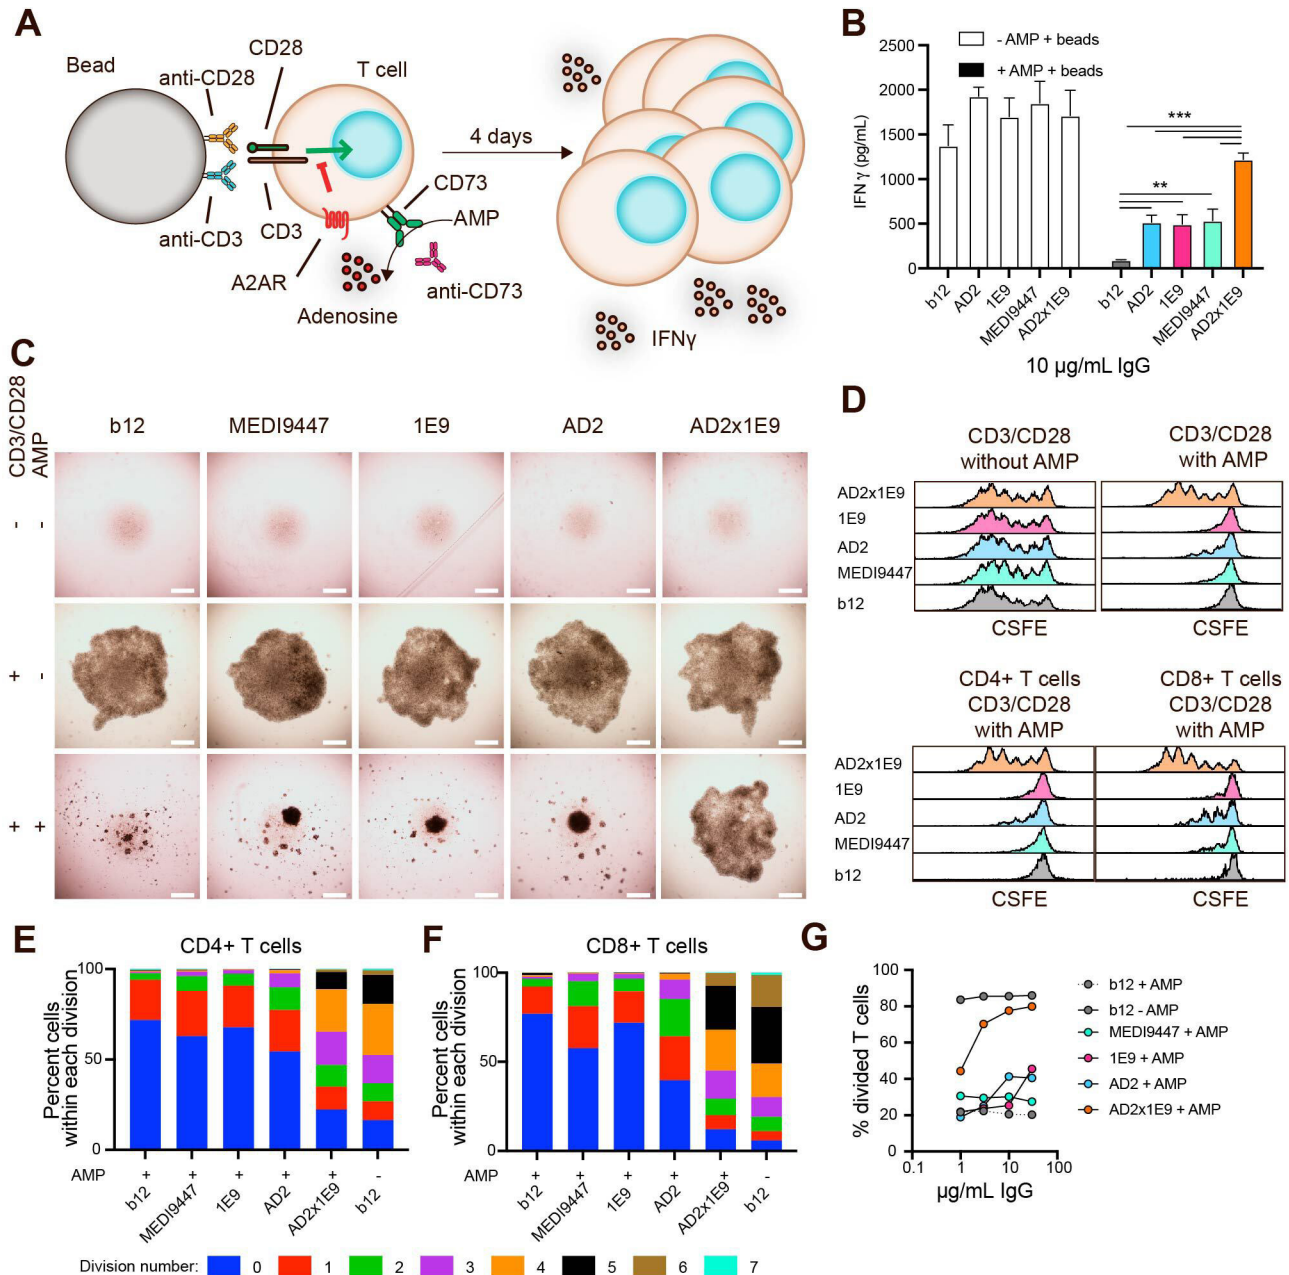 A
Bead
anti-CD28
CD28
T cell
4 days
CD73
AMP
anti-CD3
CD3
A2AR
anti-CD73
Adenosine
IFNγ
B
- AMP + beads
+ AMP + beads
IFN γ (pg/mL)
2500
2000
1500
1000
500
0
***
**
b12
AD2
1E9
MEDI9447
AD2x1E9
b12
AD2
1E9
MEDI9447
AD2x1E9
10 µg/mL IgG
C
CD3/CD28
AMP
b12
MEDI9447
1E9
AD2
AD2x1E9
- -
+ -
+ +
D
CD3/CD28
without AMP
CD3/CD28
with AMP
AD2x1E9
1E9
AD2
MEDI9447
b12
CSFE
CSFE
CD4+ T cells
CD3/CD28
with AMP
CD8+ T cells
CD3/CD28
with AMP
AD2x1E9
1E9
AD2
MEDI9447
b12
CSFE
CSFE
E
CD4+ T cells
Percent cells
within each division
100
50
0
AMP + + + + + -
b12
MEDI9447
1E9
AD2
AD2x1E9
b12
F
CD8+ T cells
Percent cells
within each division
100
50
0
AMP + + + + + -
b12
MEDI9447
1E9
AD2
AD2x1E9
b12
Division number: 0 1 2 3 4 5 6 7
G
% divided T cells
100
80
60
40
20
0
0.1 1 10 100
µg/mL IgG
b12 + AMP
b12 - AMP
MEDI9447 + AMP
1E9 + AMP
AD2 + AMP
AD2x1E9 + AMP